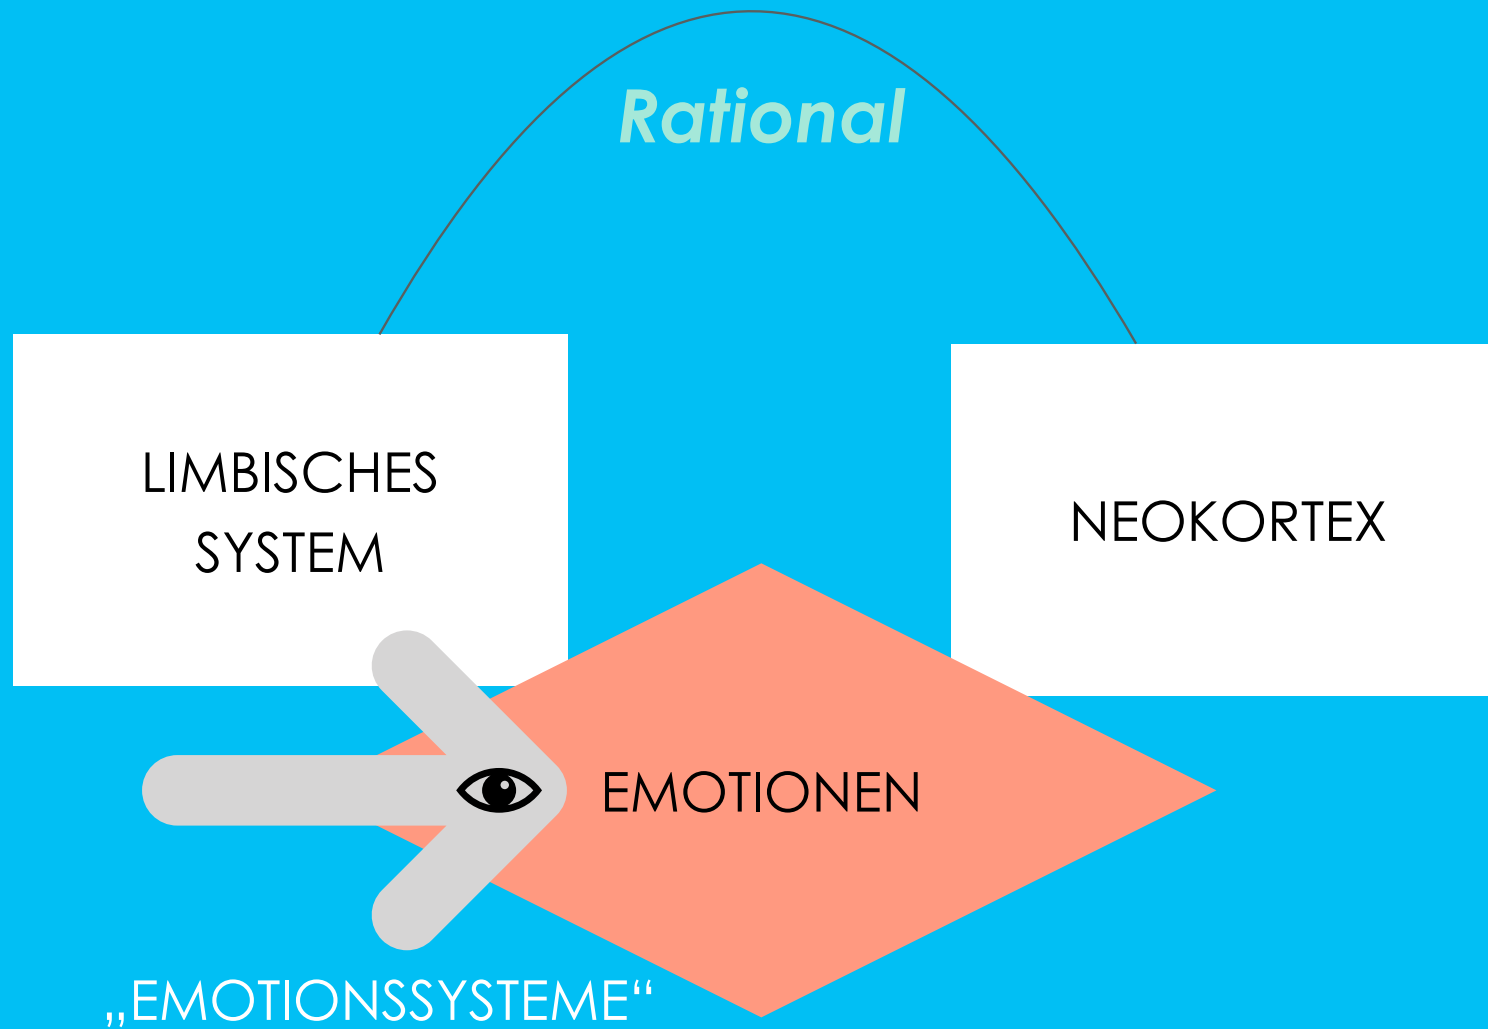 Rational
LIMBISCHES
SYSTEM
NEOKORTEX
EMOTIONEN
„EMOTIONSSYSTEME“